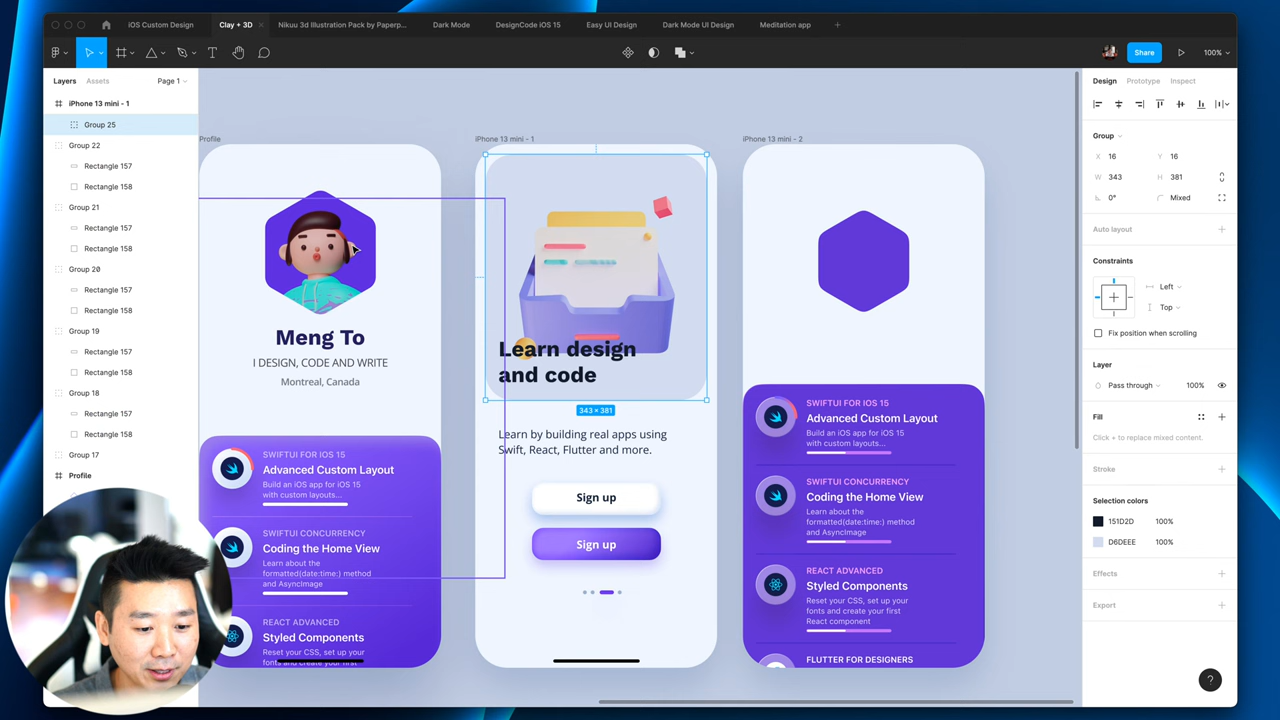 iOS Custom Design
Clay + 3D
Nikuu 3d Illustration Pack by Paperp...
Dark Mode
DesignCode iOS 15
Easy UI Design
Dark Mode UI Design
Meditation app
Share
100%
Layers
Assets
Page 1
iPhone 13 mini - 1
Group 25
Group 22
Rectangle 157
Rectangle 158
Group 21
Rectangle 157
Rectangle 158
Group 20
Rectangle 157
Rectangle 158
Group 19
Rectangle 157
Rectangle 158
Group 18
Rectangle 157
Rectangle 158
Group 17
Profile
Profile
Meng To
I DESIGN, CODE AND WRITE
Montreal, Canada
SWIFTUI FOR IOS 15
Advanced Custom Layout
Build an iOS app for iOS 15
with custom layouts...
SWIFTUI CONCURRENCY
Coding the Home View
Learn about the
formatted(date:time:) method
and AsyncImage
REACT ADVANCED
Styled Components
Reset your CSS, set up your
fonts and create your first
iPhone 13 mini - 1
Learn design
and code
343 × 381
Learn by building real apps using
Swift, React, Flutter and more.
Sign up
Sign up
iPhone 13 mini - 2
SWIFTUI FOR IOS 15
Advanced Custom Layout
Build an iOS app for iOS 15
with custom layouts...
SWIFTUI CONCURRENCY
Coding the Home View
Learn about the
formatted(date:time:) method
and AsyncImage
REACT ADVANCED
Styled Components
Reset your CSS, set up your
fonts and create your first
React component
FLUTTER FOR DESIGNERS
Design
Prototype
Inspect
Group
X 16
Y 16
W 343
H 381
0°
Mixed
Auto layout
Constraints
Left
Top
Fix position when scrolling
Layer
Pass through
100%
Fill
Click + to replace mixed content.
Stroke
Selection colors
151D2D 100%
D6DEEE 100%
Effects
Export
?